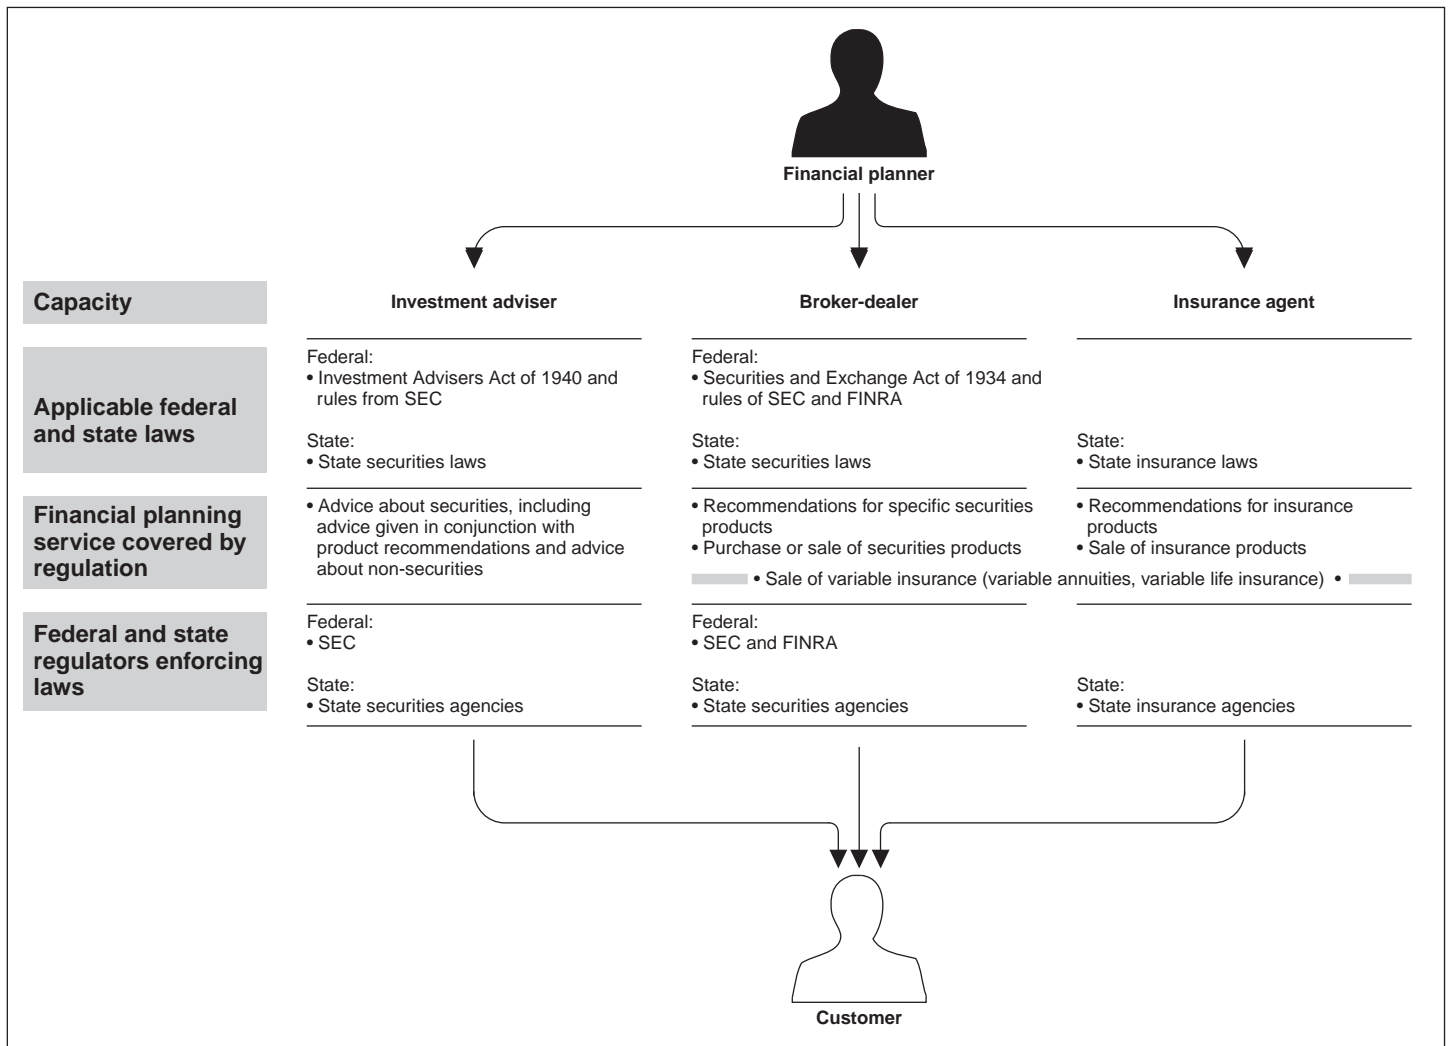 Financial planner
Capacity
Investment adviser
Broker-dealer
Insurance agent
Applicable federal
and state laws
Federal:
• Investment Advisers Act of 1940 and
rules from SEC
State:
• State securities laws
Federal:
• Securities and Exchange Act of 1934 and
rules of SEC and FINRA
State:
• State securities laws
State:
• State insurance laws
Financial planning
service covered by
regulation
• Advice about securities, including
advice given in conjunction with
product recommendations and advice
about non-securities
• Recommendations for specific securities
products
• Purchase or sale of securities products
• Recommendations for insurance
products
• Sale of insurance products
• Sale of variable insurance (variable annuities, variable life insurance) •
Federal and state
regulators enforcing
laws
Federal:
• SEC
State:
• State securities agencies
Federal:
• SEC and FINRA
State:
• State securities agencies
State:
• State insurance agencies
Customer